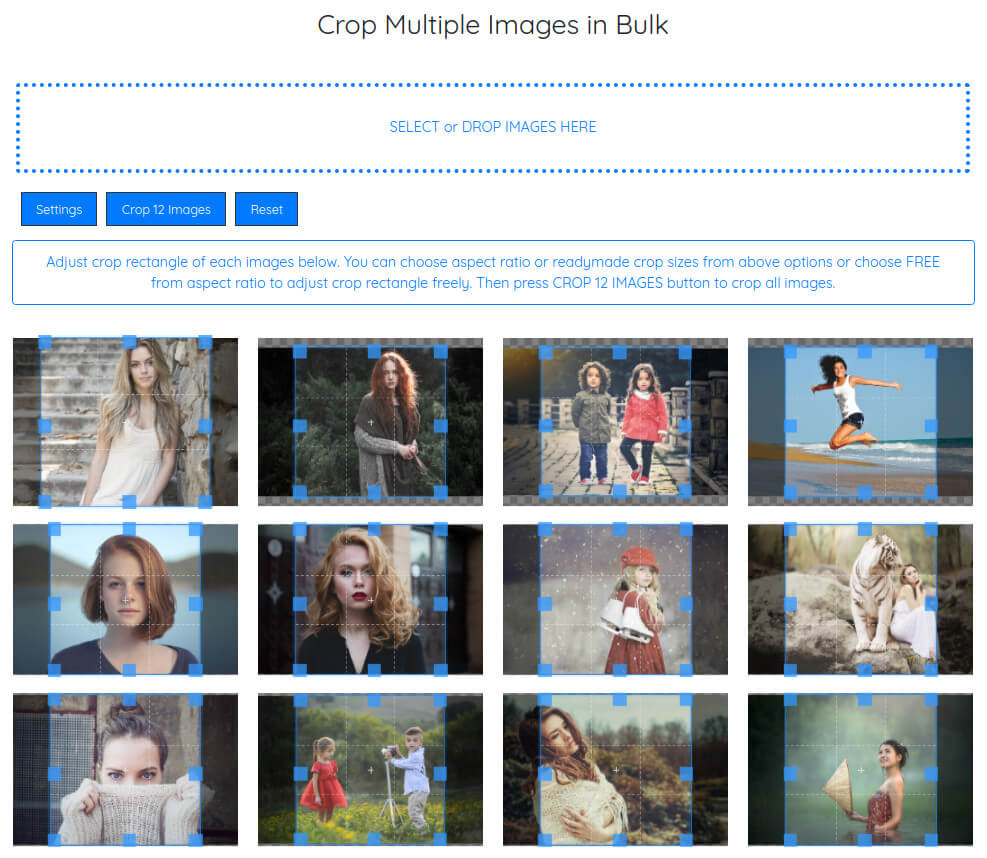 Crop Multiple Images in Bulk
SELECT or DROP IMAGES HERE
Settings
Crop 12 Images
Reset
Adjust crop rectangle of each images below. You can choose aspect ratio or readymade crop sizes from above options or choose FREE
from aspect ratio to adjust crop rectangle freely. Then press CROP 12 IMAGES button to crop all images.